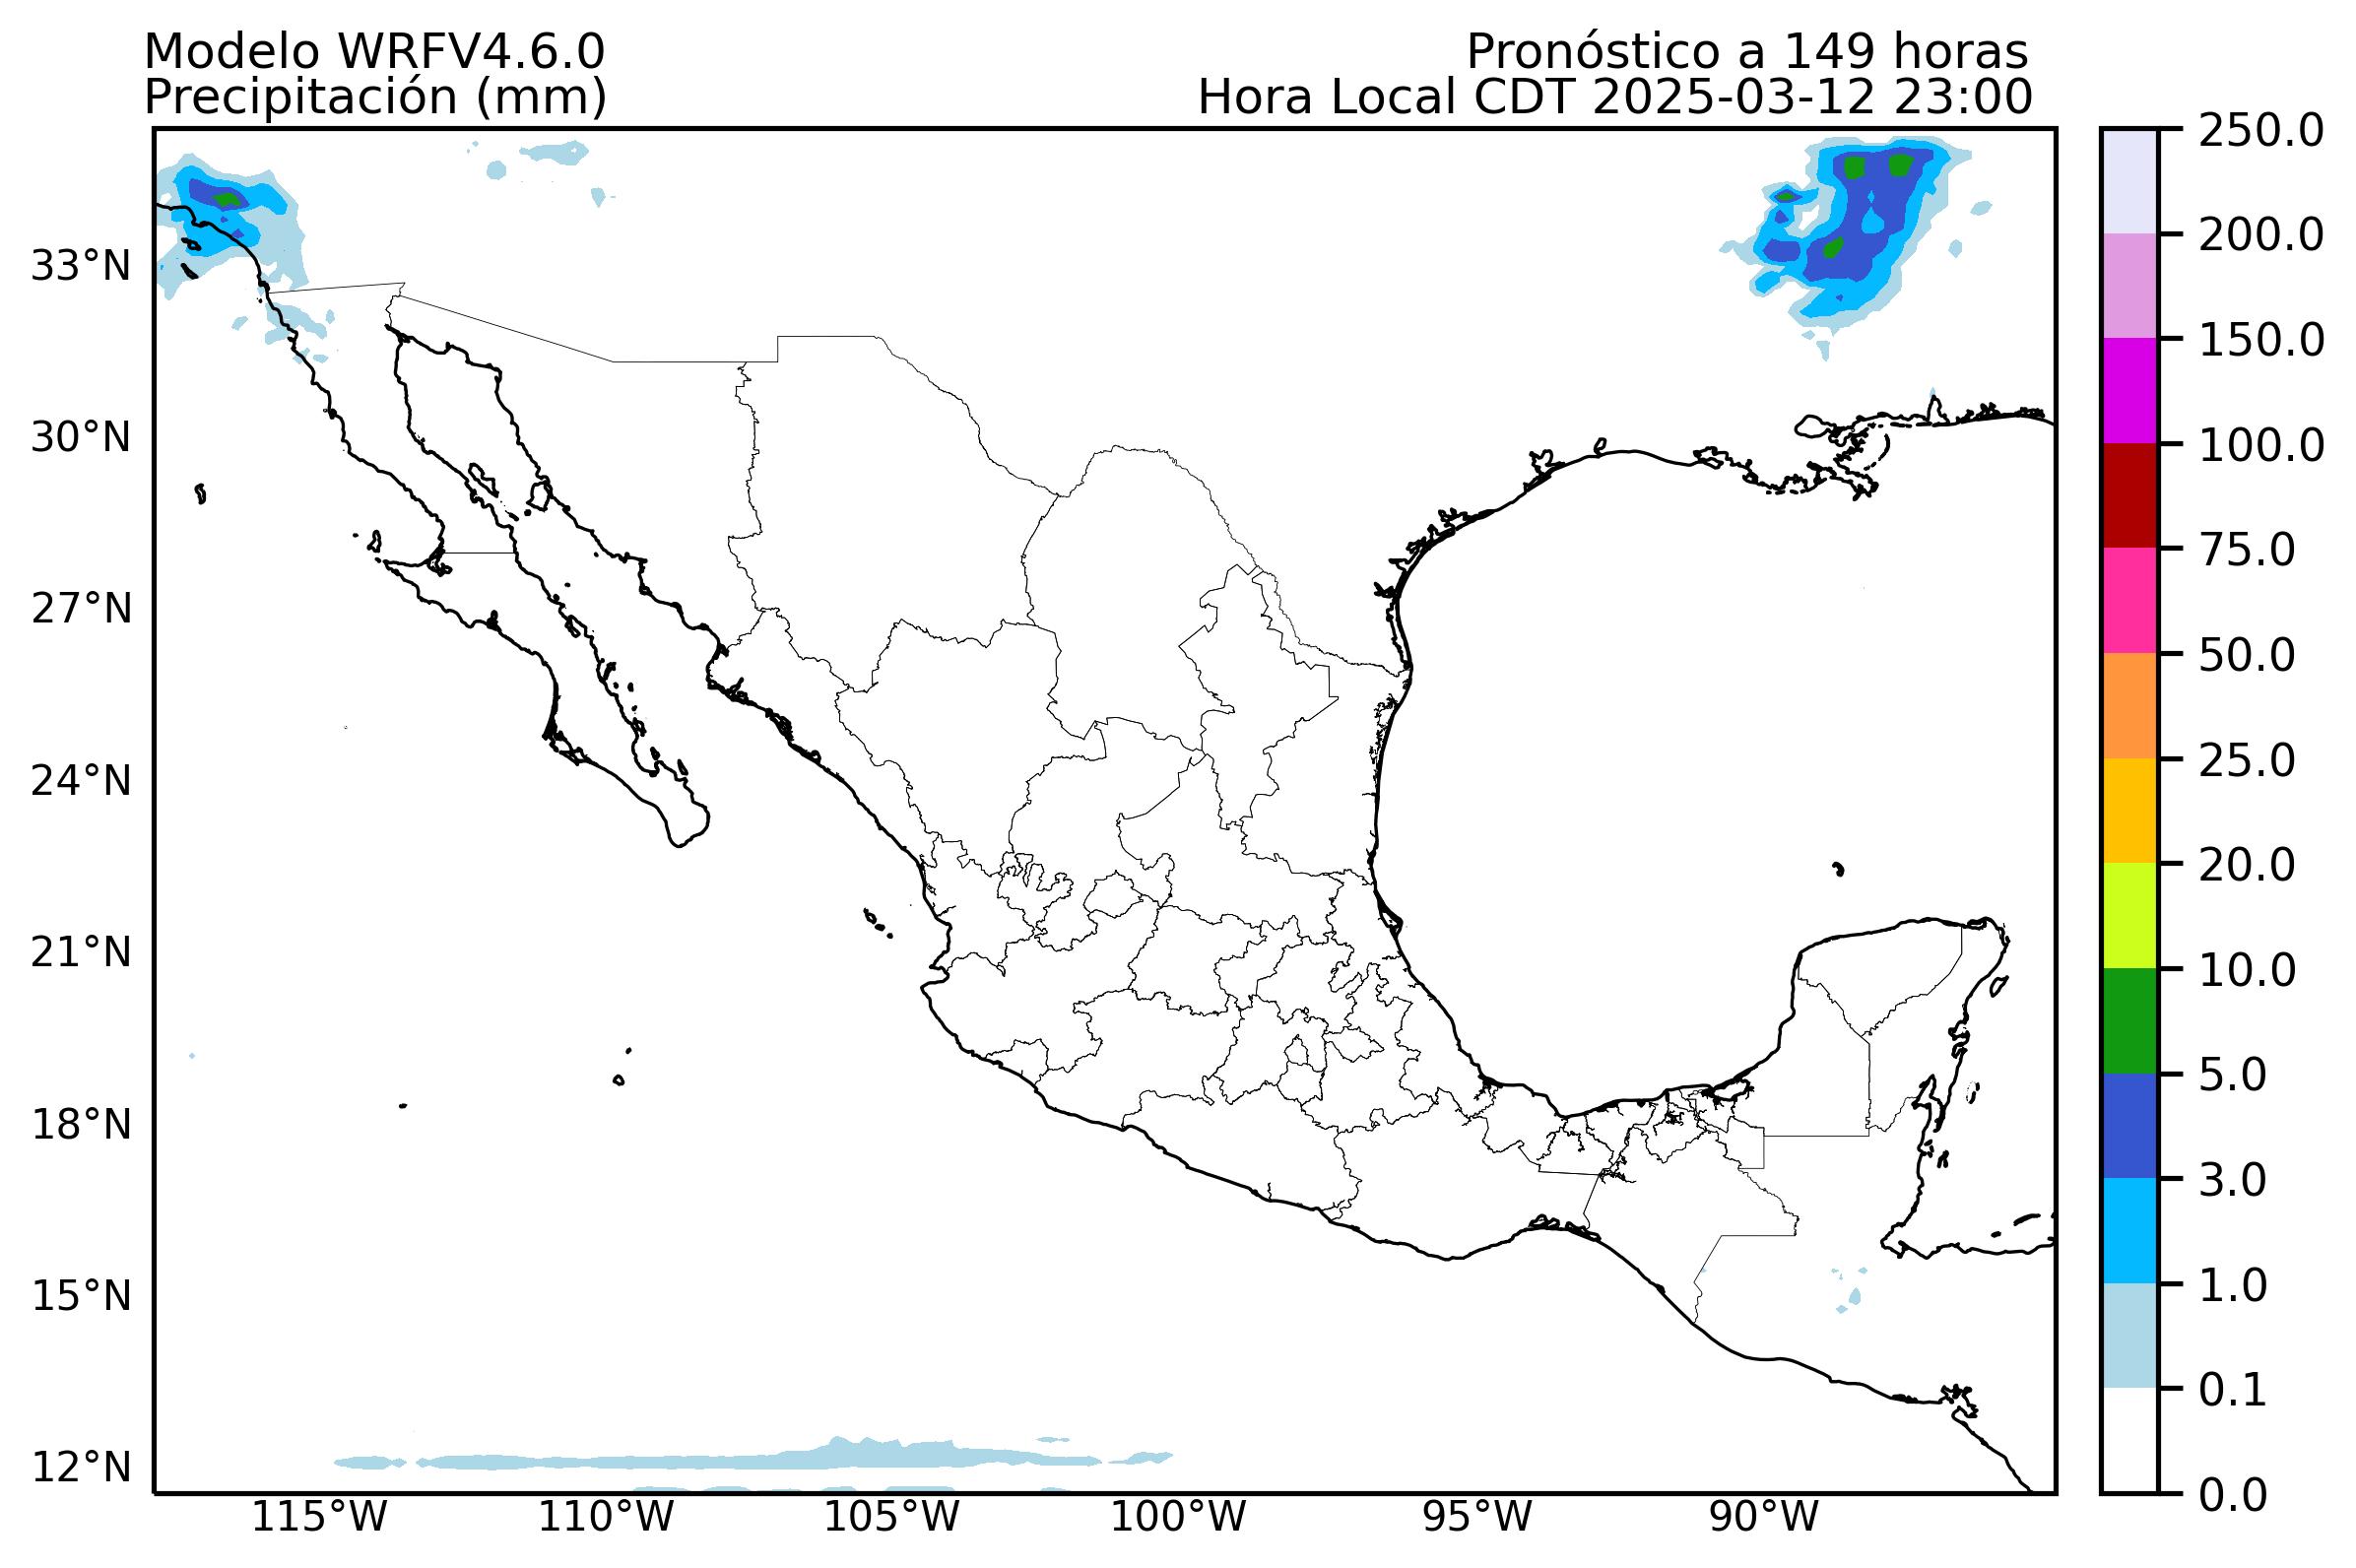 Modelo WRFV4.6.0
Precipitación (mm)
Pronóstico a 149 horas
Hora Local CDT 2025-03-12 23:00
33°N
30°N
27°N
24°N
21°N
18°N
15°N
12°N
115°W
110°W
105°W
100°W
95°W
90°W
250.0
200.0
150.0
100.0
75.0
50.0
25.0
20.0
10.0
5.0
3.0
1.0
0.1
0.0